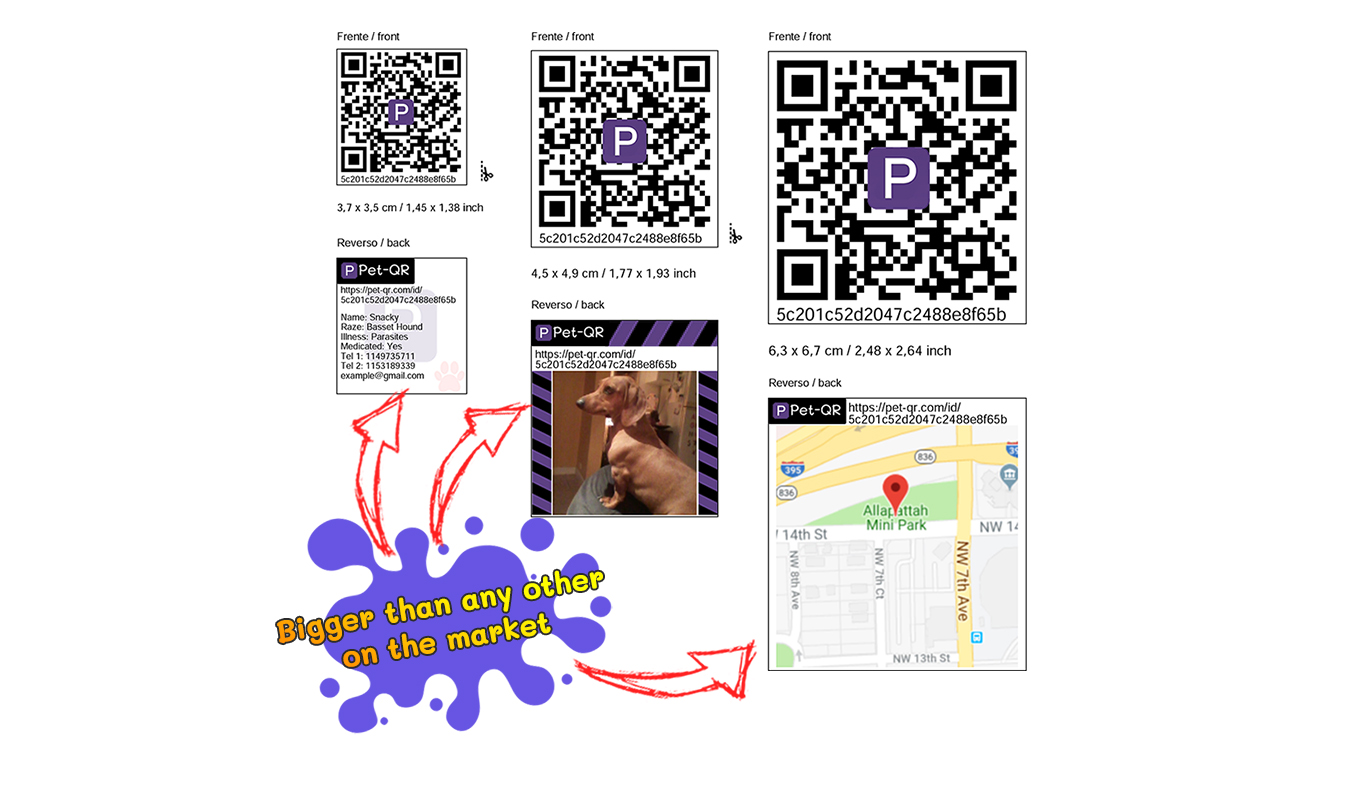 Frente / front
P
5c201c52d2047c2488e8f65b
3,7 x 3,5 cm / 1,45 x 1,38 inch
Reverso / back
P Pet-QR
https://pet-qr.com/id/
5c201c52d2047c2488e8f65b
Name: Snacky
Raze: Basset Hound
Illness: Parasites
Medicated: Yes
Tel 1: 1149735711
Tel 2: 1153189339
example@gmail.com
Frente / front
P
5c201c52d2047c2488e8f65b
4,5 x 4,9 cm / 1,77 x 1,93 inch
Reverso / back
P Pet-QR
https://pet-qr.com/id/
5c201c52d2047c2488e8f65b
Frente / front
P
5c201c52d2047c2488e8f65b
6,3 x 6,7 cm / 2,48 x 2,64 inch
Reverso / back
P Pet-QR
https://pet-qr.com/id/
5c201c52d2047c2488e8f65b
836
395
836
Allapattah
Mini Park
14th St
NW 14
NW 8th Ave
NW 7th Ct
NW 7th Ave
NW 13th St
Bigger than any other
on the market